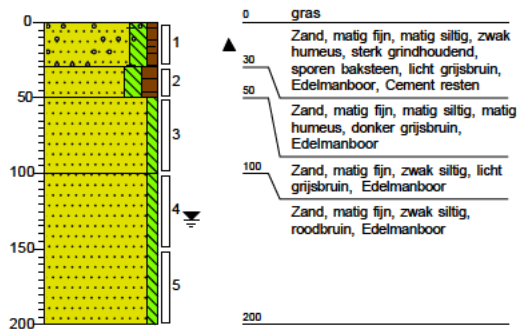 0
50
100
150
200
1
2
3
4
5
0 gras
Zand, matig fijn, matig siltig, zwak
humeus, sterk grindhoudend,
sporen baksteen, licht grijsbruin,
Edelmanboor, Cement resten
30
Zand, matig fijn, matig siltig, matig
humeus, donker grijsbruin,
Edelmanboor
50
Zand, matig fijn, zwak siltig, licht
grijsbruin, Edelmanboor
100
Zand, matig fijn, zwak siltig,
roodbruin, Edelmanboor
200